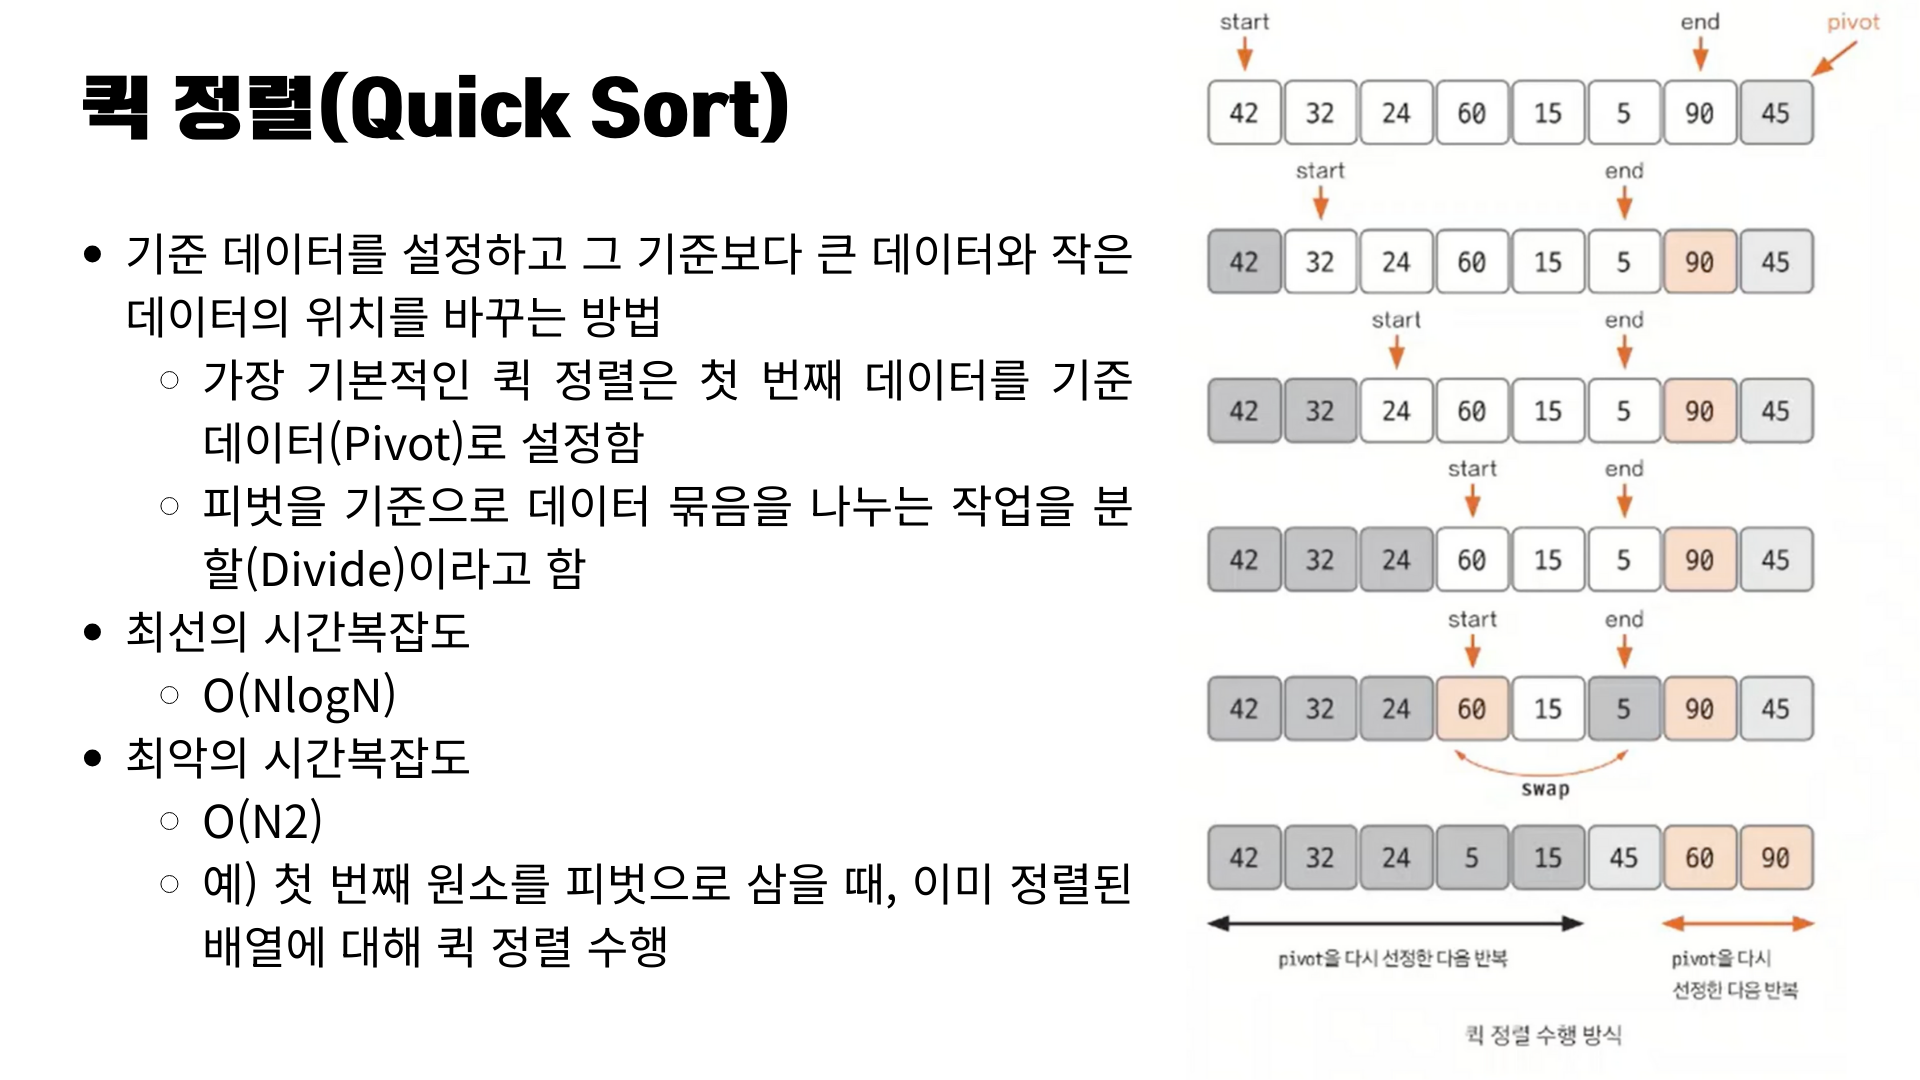 퀵 정렬(Quick Sort)
• 기준 데이터를 설정하고 그 기준보다 큰 데이터와 작은
데이터의 위치를 바꾸는 방법
○ 가장 기본적인 퀵 정렬은 첫 번째 데이터를 기준
데이터(Pivot)로 설정함
○ 피벗을 기준으로 데이터 묶음을 나누는 작업을 분
할(Divide)이라고 함
• 최선의 시간복잡도
○ O(NlogN)
• 최악의 시간복잡도
○ O(N2)
○ 예) 첫 번째 원소를 피벗으로 삼을 때, 이미 정렬된
배열에 대해 퀵 정렬 수행
start end pivot
42 32 24 60 15 5 90 45
start end
42 32 24 60 15 5 90 45
start end
42 32 24 60 15 5 90 45
start end
42 32 24 60 15 5 90 45
start end
42 32 24 60 15 5 90 45
swap
42 32 24 5 15 45 60 90
pivot을 다시 선정한 다음 반복
pivot을 다시
선정한 다음 반복
퀵 정렬 수행 방식